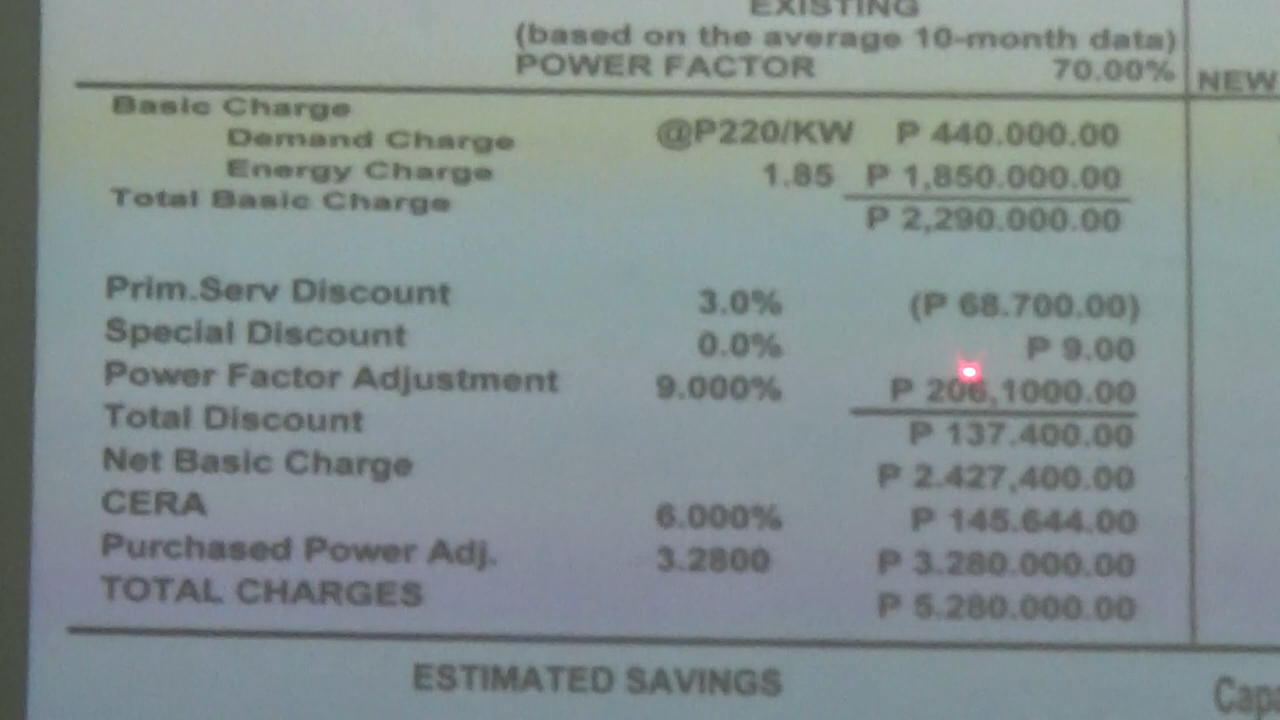 EXISTING
(based on the average 10-month data)
POWER FACTOR 70.00%
NEW
Basic Charge
Demand Charge @P220/KW P 440.000.00
Energy Charge 1.85 P 1,850.000.00
Total Basic Charge P 2,290.000.00
Prim.Serv Discount 3.0% (P 68.700.00)
Special Discount 0.0% P 9.00
Power Factor Adjustment 9.000% P 206,1000.00
Total Discount P 137.400.00
Net Basic Charge P 2.427,400.00
CERA 6.000% P 145.644.00
Purchased Power Adj. 3.2800 P 3.280.000.00
TOTAL CHARGES P 5.280.000.00
ESTIMATED SAVINGS
Capa